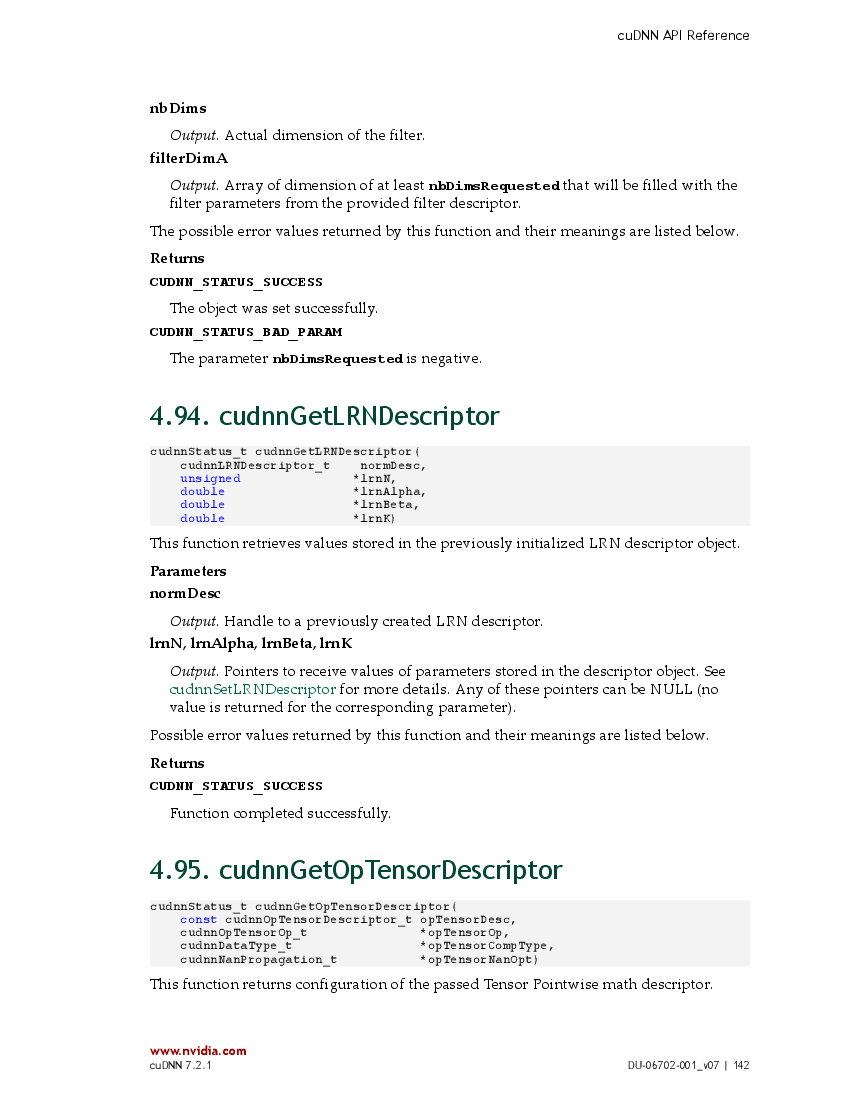 cuDNN API Reference
nbDims
Output. Actual dimension of the filter.
filterDimA
Output. Array of dimension of at least nbDimsRequested that will be filled with the
filter parameters from the provided filter descriptor.
The possible error values returned by this function and their meanings are listed below.
Returns
CUDNN_STATUS_SUCCESS
The object was set successfully.
CUDNN_STATUS_BAD_PARAM
The parameter nbDimsRequested is negative.
4.94. cudnnGetLRNDescriptor
cudnnStatus_t cudnnGetLRNDescriptor(
    cudnnLRNDescriptor_t    normDesc,
    unsigned               *lrnN,
    double                 *lrnAlpha,
    double                 *lrnBeta,
    double                 *lrnK)
This function retrieves values stored in the previously initialized LRN descriptor object.
Parameters
normDesc
Output. Handle to a previously created LRN descriptor.
lrnN, lrnAlpha, lrnBeta, lrnK
Output. Pointers to receive values of parameters stored in the descriptor object. See
cudnnSetLRNDescriptor for more details. Any of these pointers can be NULL (no
value is returned for the corresponding parameter).
Possible error values returned by this function and their meanings are listed below.
Returns
CUDNN_STATUS_SUCCESS
Function completed successfully.
4.95. cudnnGetOpTensorDescriptor
cudnnStatus_t cudnnGetOpTensorDescriptor(
    const cudnnOpTensorDescriptor_t opTensorDesc,
    cudnnOpTensorOp_t               *opTensorOp,
    cudnnDataType_t                 *opTensorCompType,
    cudnnNanPropagation_t           *opTensorNanOpt)
This function returns configuration of the passed Tensor Pointwise math descriptor.
www.nvidia.com
cuDNN 7.2.1 DU-06702-001_v07 | 142